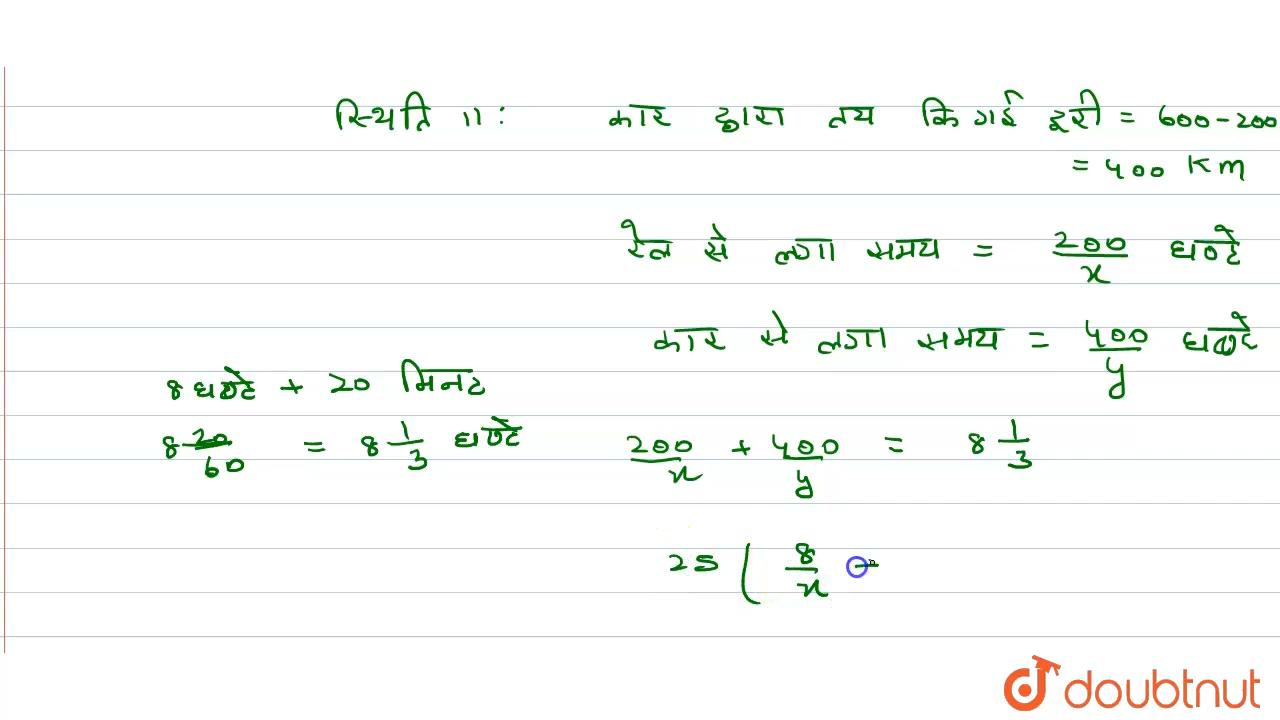 स्थिति 11 : कार द्वारा तय कि गई दूरी = 600 - 200
= 400 Km
रेल से लगा समय = 200/x घण्टे
कार से लगा समय = 400/y घण्टे
8 घण्टे + 20 मिनट
8 20/60 = 8 1/3 घण्टे
200/x + 400/y = 8 1/3
25 ( 8/x +
doubtnut